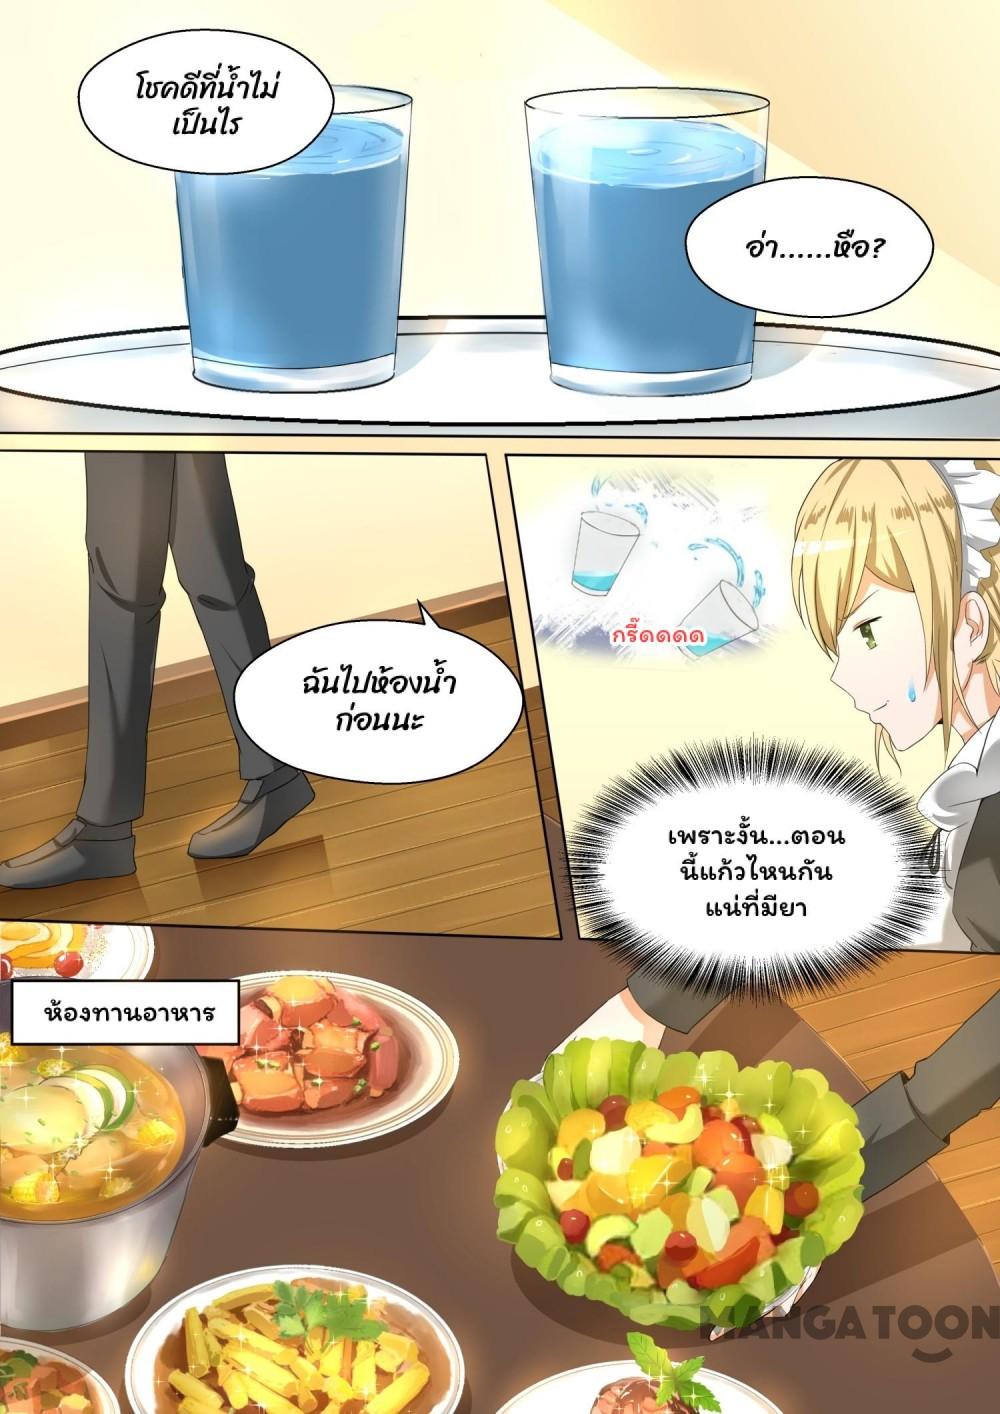 โชคดีที่น้ำไม่
เป็นไร
อ่า......หือ?
กรี๊ดดดด
ฉันไปห้องน้ำ
ก่อนนะ
เพราะงั้น...ตอน
นี้แก้วไหนกัน
แน่ที่มียา
ห้องทานอาหาร
MANGATOON